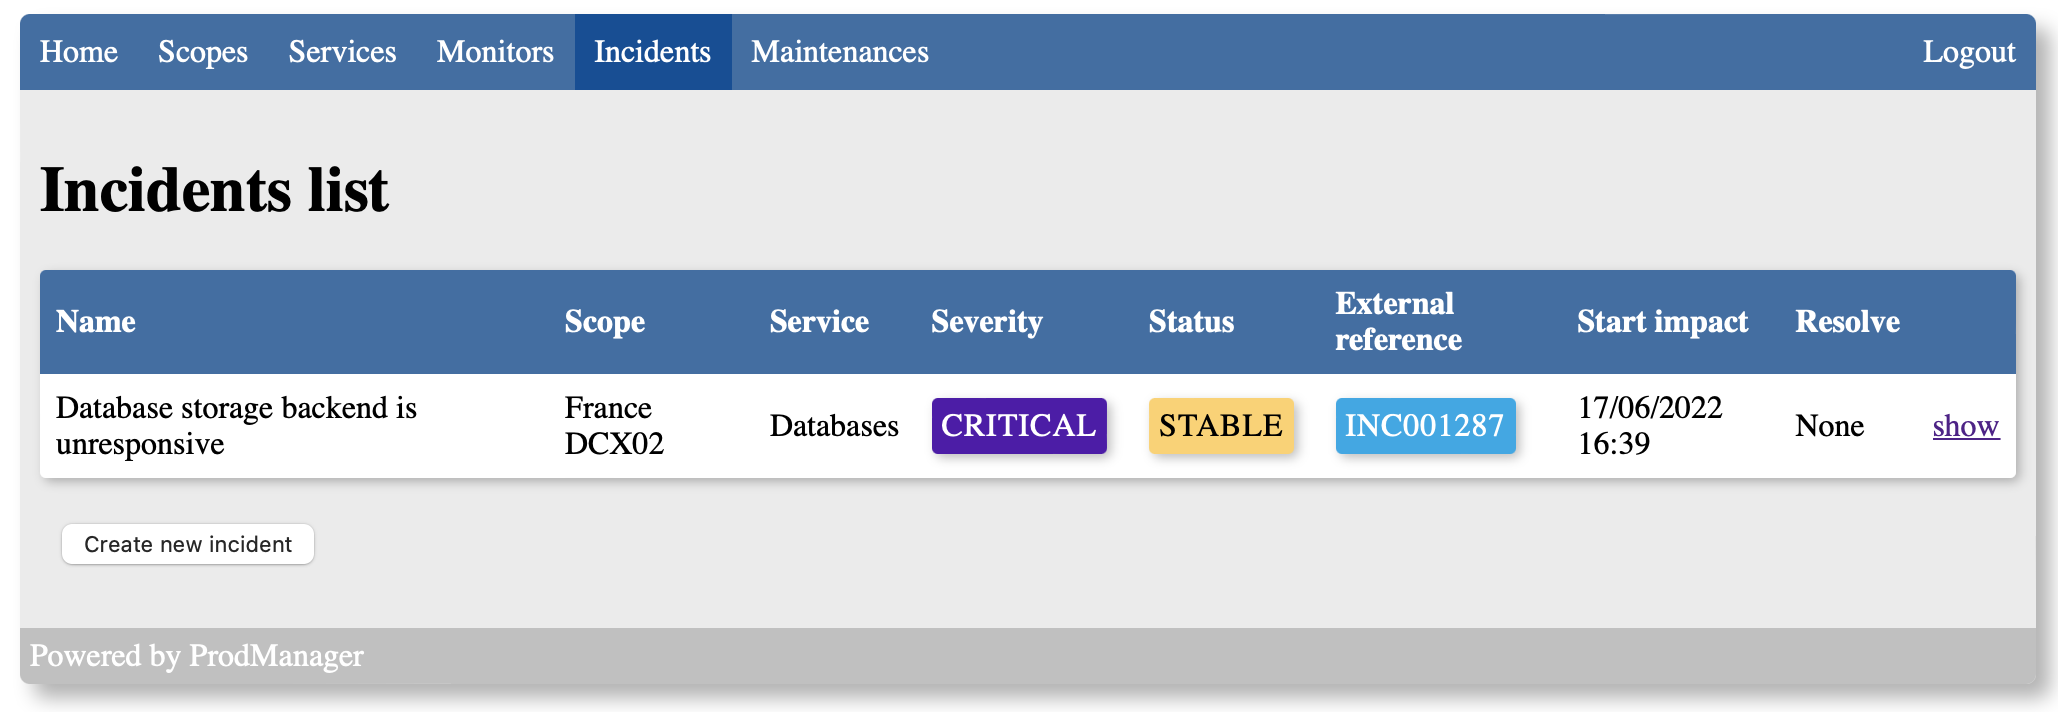 Home Scopes Services Monitors Incidents Maintenances Logout
Incidents list
Name Scope Service Severity Status External reference Start impact Resolve
Database storage backend is unresponsive France DCX02 Databases CRITICAL STABLE INC001287 17/06/2022 16:39 None show
Create new incident
Powered by ProdManager